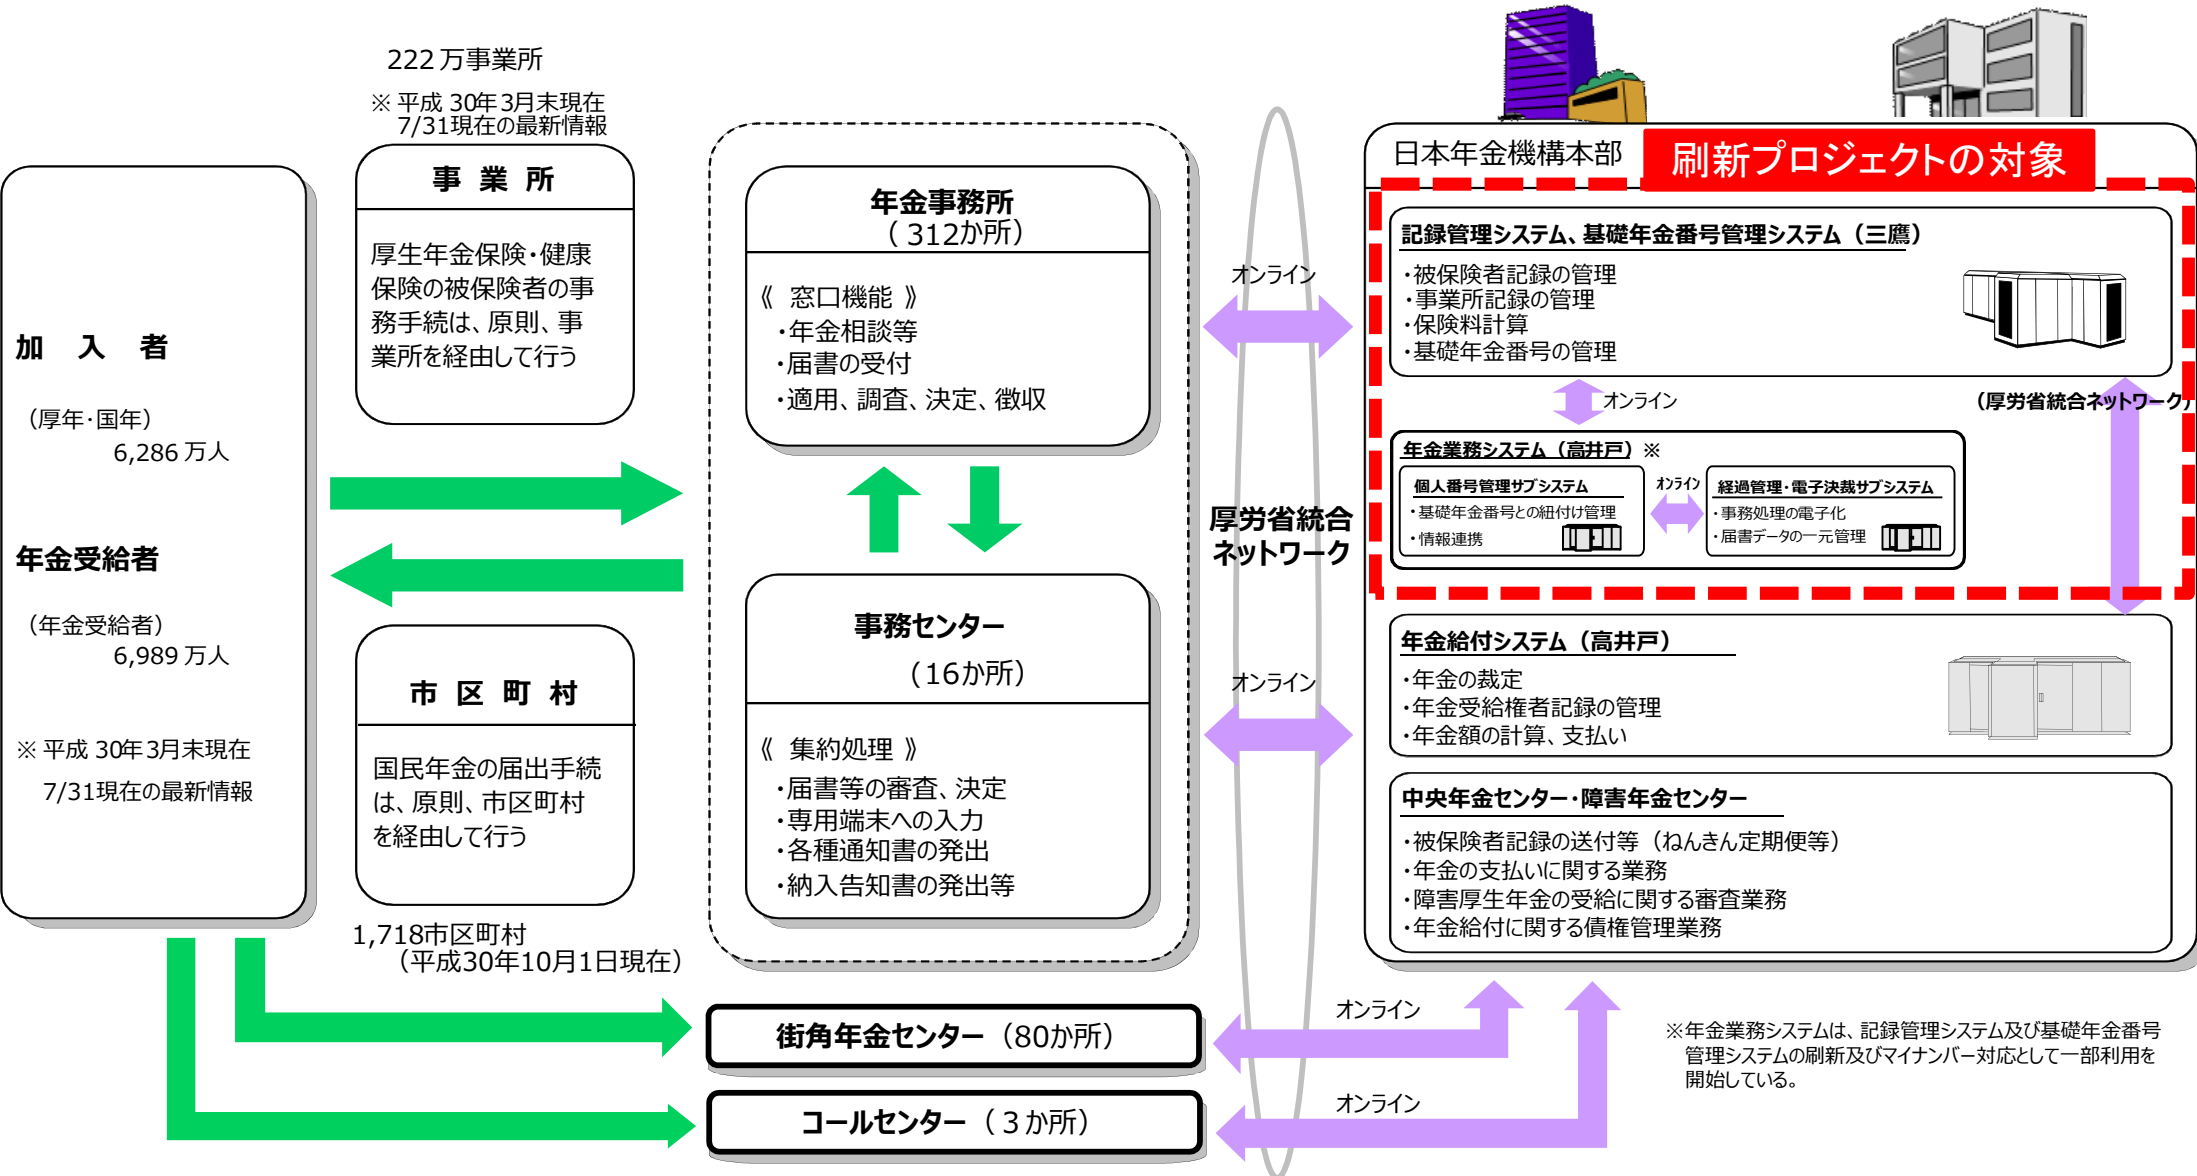 222 万事業所
※ 平成 30年3月末現在
7/31現在の最新情報
事 業 所
厚生年金保険・健康
保険の被保険者の事
務手続は、原則、事
業所を経由して行う
加 入 者
（厚年・国年）
6,286 万人
年金受給者
（年金受給者）
6,989 万人
※ 平成 30年3月末現在
7/31現在の最新情報
市 区 町 村
国民年金の届出手続
は、原則、市区町村
を経由して行う
1,718市区町村
（平成30年10月1日現在）
年金事務所
（ 312か所）
《 窓口機能 》
・年金相談等
・届書の受付
・適用、調査、決定、徴収
事務センター
（16か所）
《 集約処理 》
・届書等の審査、決定
・専用端末への入力
・各種通知書の発出
・納入告知書の発出等
街角年金センター（80か所）
コールセンター（３か所）
オンライン
厚労省統合
ネットワーク
オンライン
オンライン
オンライン
日本年金機構本部
刷新プロジェクトの対象
記録管理システム、基礎年金番号管理システム（三鷹）
・被保険者記録の管理
・事業所記録の管理
・保険料計算
・基礎年金番号の管理
オンライン
（厚労省統合ネットワーク）
年金業務システム（高井戸）※
個人番号管理サブシステム
・基礎年金番号との紐付け管理
・情報連携
オンライン
経過管理・電子決裁サブシステム
・事務処理の電子化
・届書データの一元管理
年金給付システム（高井戸）
・年金の裁定
・年金受給権者記録の管理
・年金額の計算、支払い
中央年金センター・障害年金センター
・被保険者記録の送付等（ねんきん定期便等）
・年金の支払いに関する業務
・障害厚生年金の受給に関する審査業務
・年金給付に関する債権管理業務
※年金業務システムは、記録管理システム及び基礎年金番号
管理システムの刷新及びマイナンバー対応として一部利用を
開始している。